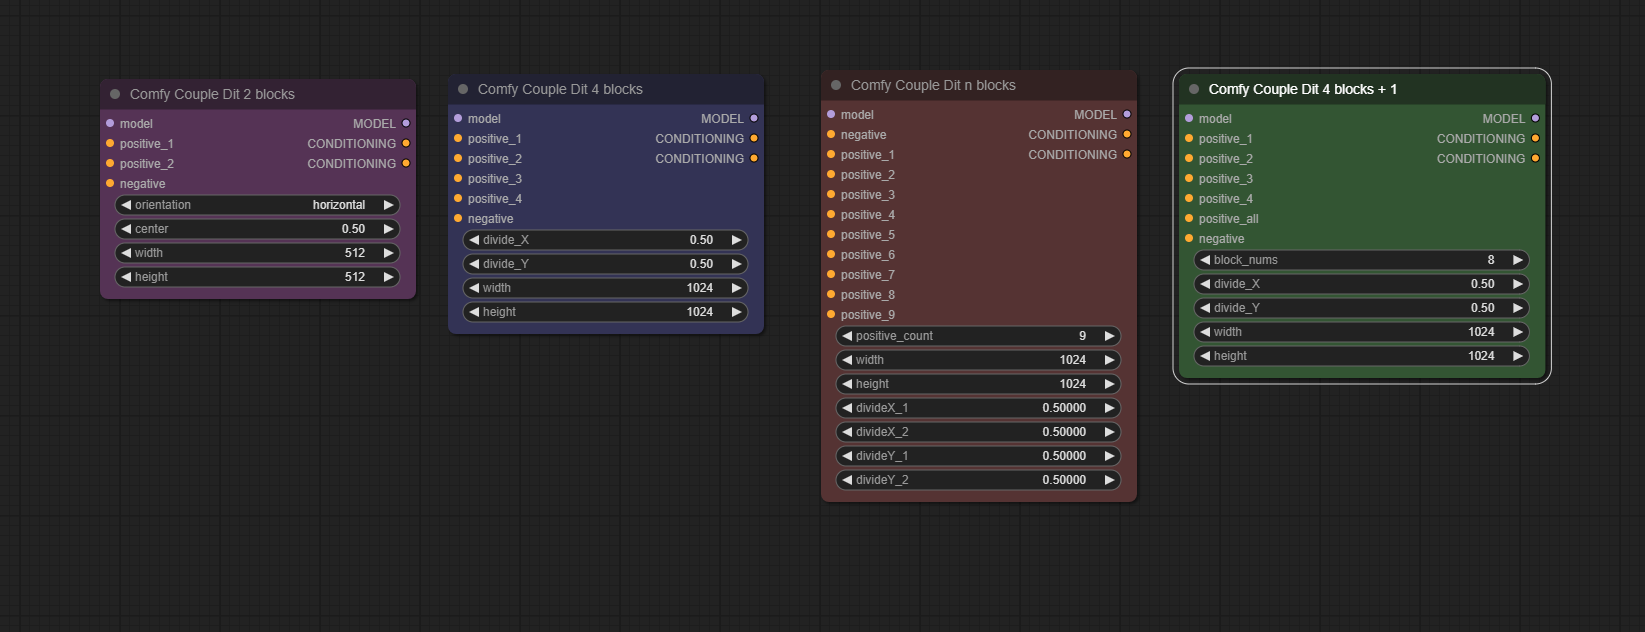 Comfy Couple Dit 2 blocks
model MODEL
positive_1 CONDITIONING
positive_2 CONDITIONING
negative
orientation horizontal
center 0.50
width 512
height 512
Comfy Couple Dit 4 blocks
model MODEL
positive_1 CONDITIONING
positive_2 CONDITIONING
positive_3
positive_4
negative
divide_X 0.50
divide_Y 0.50
width 1024
height 1024
Comfy Couple Dit n blocks
model MODEL
negative CONDITIONING
positive_1 CONDITIONING
positive_2
positive_3
positive_4
positive_5
positive_6
positive_7
positive_8
positive_9
positive_count 9
width 1024
height 1024
divideX_1 0.50000
divideX_2 0.50000
divideY_1 0.50000
divideY_2 0.50000
Comfy Couple Dit 4 blocks + 1
model MODEL
positive_1 CONDITIONING
positive_2 CONDITIONING
positive_3
positive_4
positive_all
negative
block_nums 8
divide_X 0.50
divide_Y 0.50
width 1024
height 1024